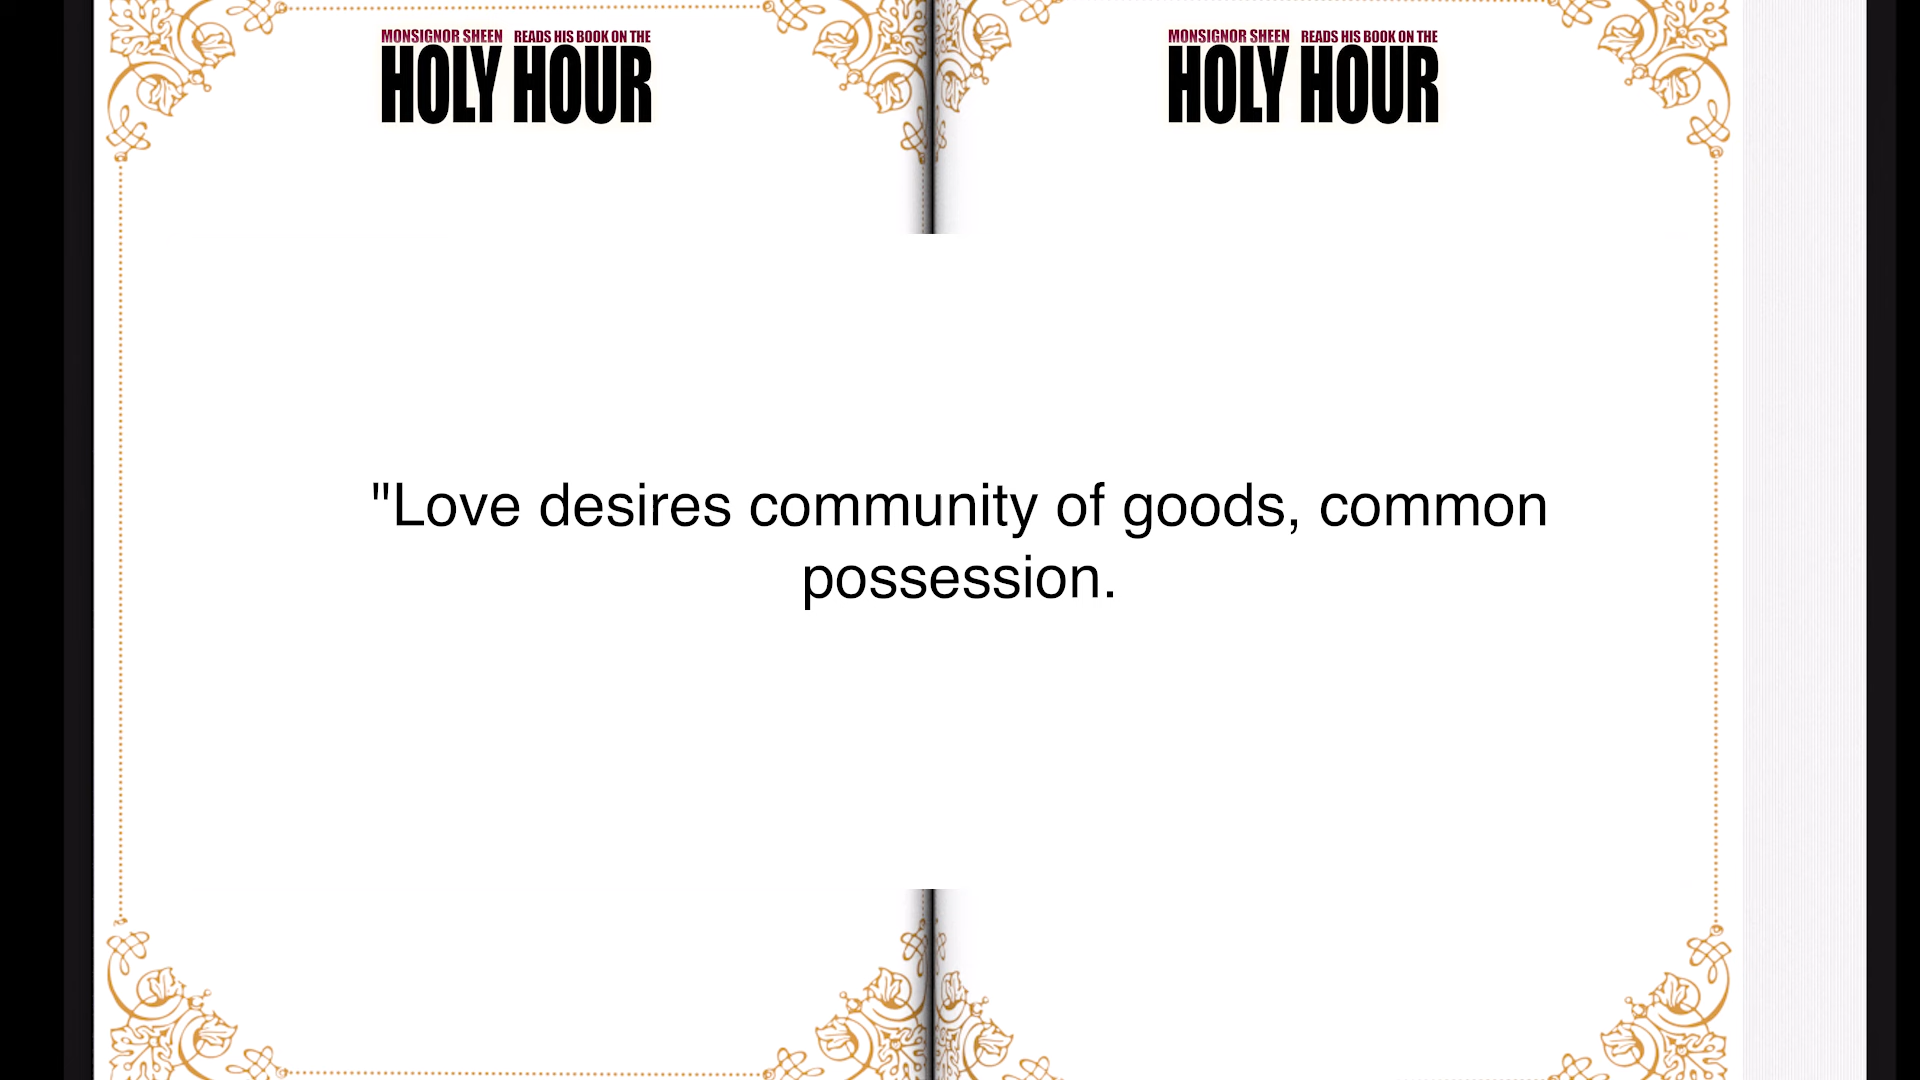 MONSIGNOR SHEEN READS HIS BOOK ON THE
HOLY HOUR
MONSIGNOR SHEEN READS HIS BOOK ON THE
HOLY HOUR
"Love desires community of goods, common
possession.